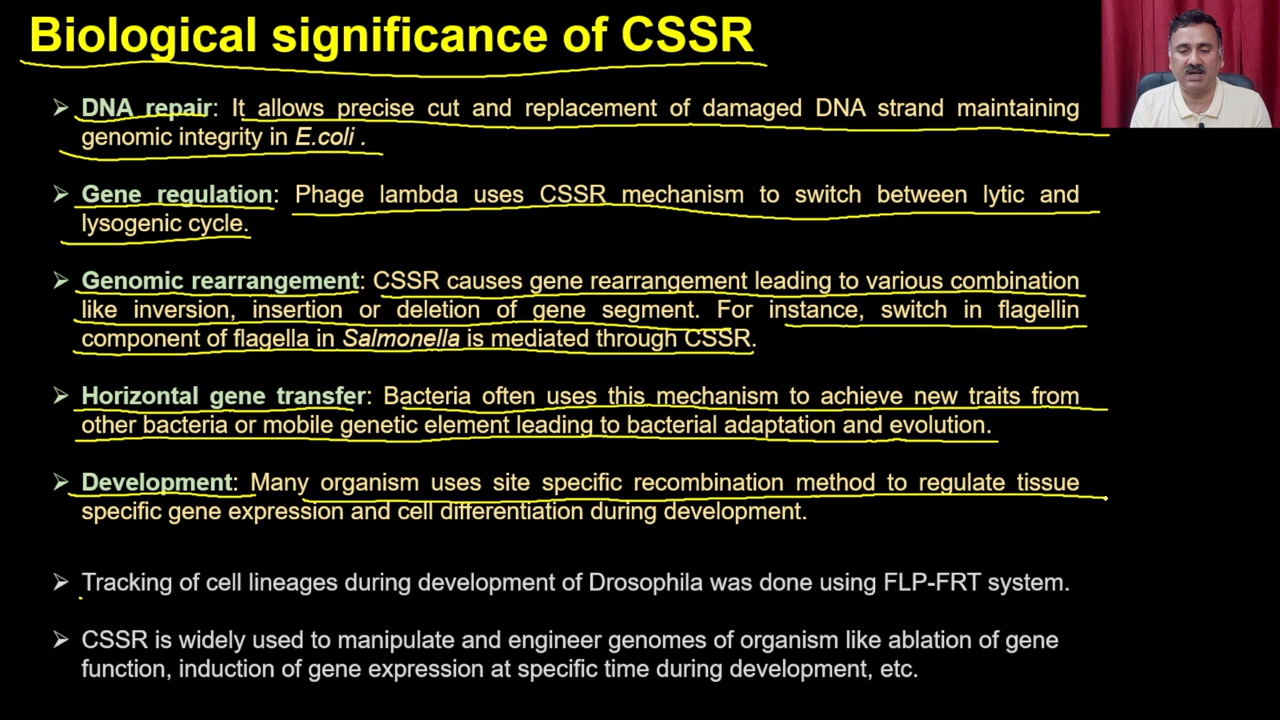 Biological significance of CSSR
➢ DNA repair: It allows precise cut and replacement of damaged DNA strand maintaining
genomic integrity in E.coli .
➢ Gene regulation: Phage lambda uses CSSR mechanism to switch between lytic and
lysogenic cycle.
➢ Genomic rearrangement: CSSR causes gene rearrangement leading to various combination
like inversion, insertion or deletion of gene segment. For instance, switch in flagellin
component of flagella in Salmonella is mediated through CSSR.
➢ Horizontal gene transfer: Bacteria often uses this mechanism to achieve new traits from
other bacteria or mobile genetic element leading to bacterial adaptation and evolution.
➢ Development: Many organism uses site specific recombination method to regulate tissue
specific gene expression and cell differentiation during development.
➢ Tracking of cell lineages during development of Drosophila was done using FLP-FRT system.
➢ CSSR is widely used to manipulate and engineer genomes of organism like ablation of gene
function, induction of gene expression at specific time during development, etc.